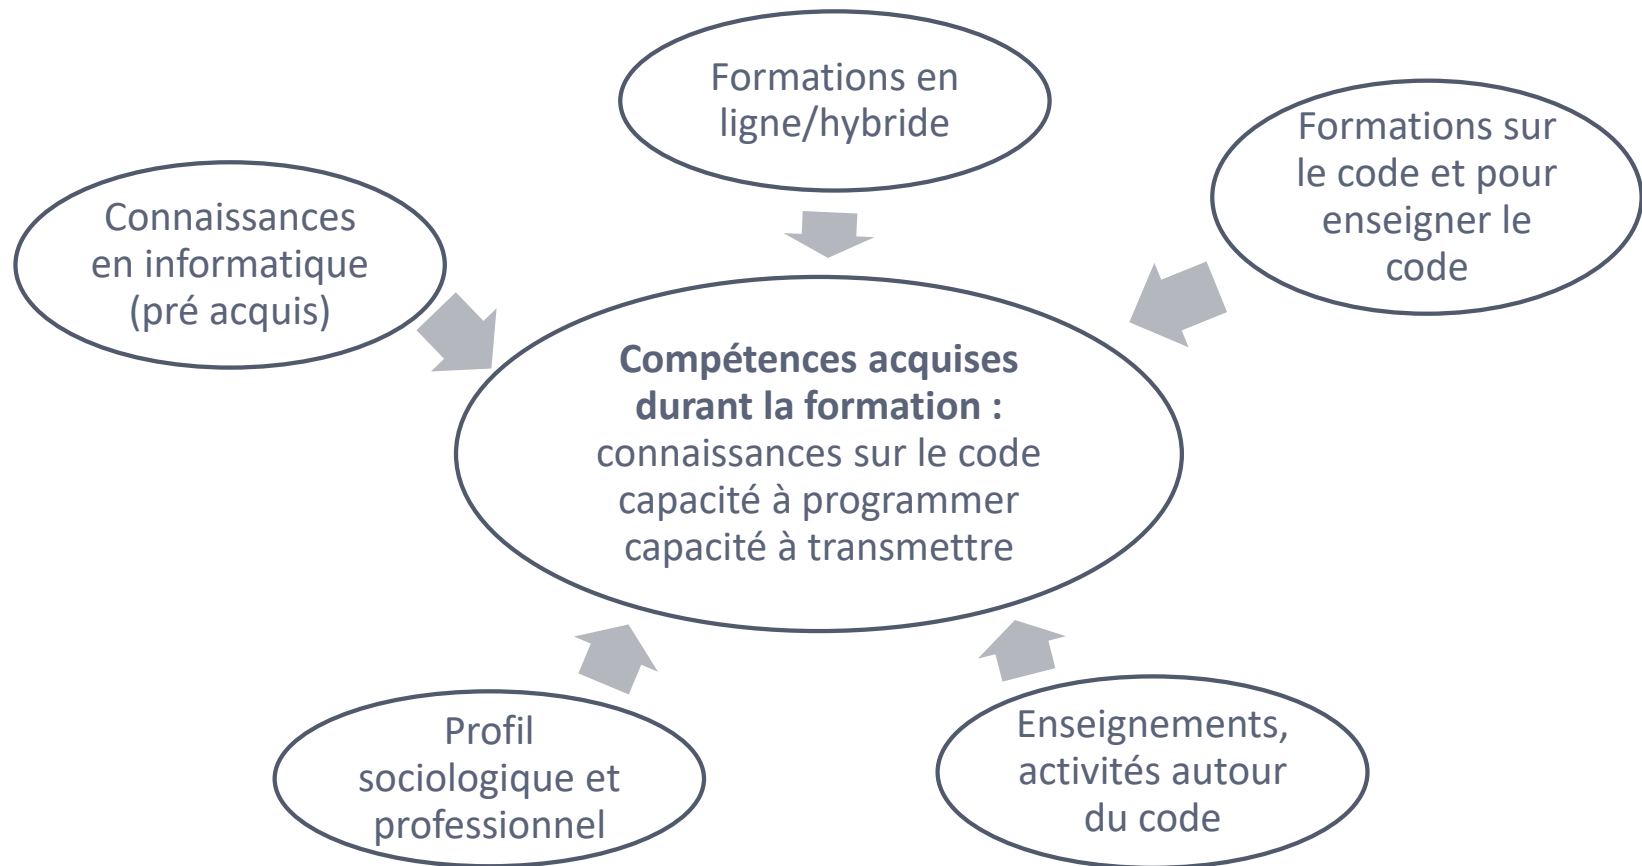 Formations en
ligne/hybride
Formations sur
le code et pour
enseigner le
code
Connaissances
en informatique
(pré acquis)
Compétences acquises
durant la formation :
connaissances sur le code
capacité à programmer
capacité à transmettre
Profil
sociologique et
professionnel
Enseignements,
activités autour
du code